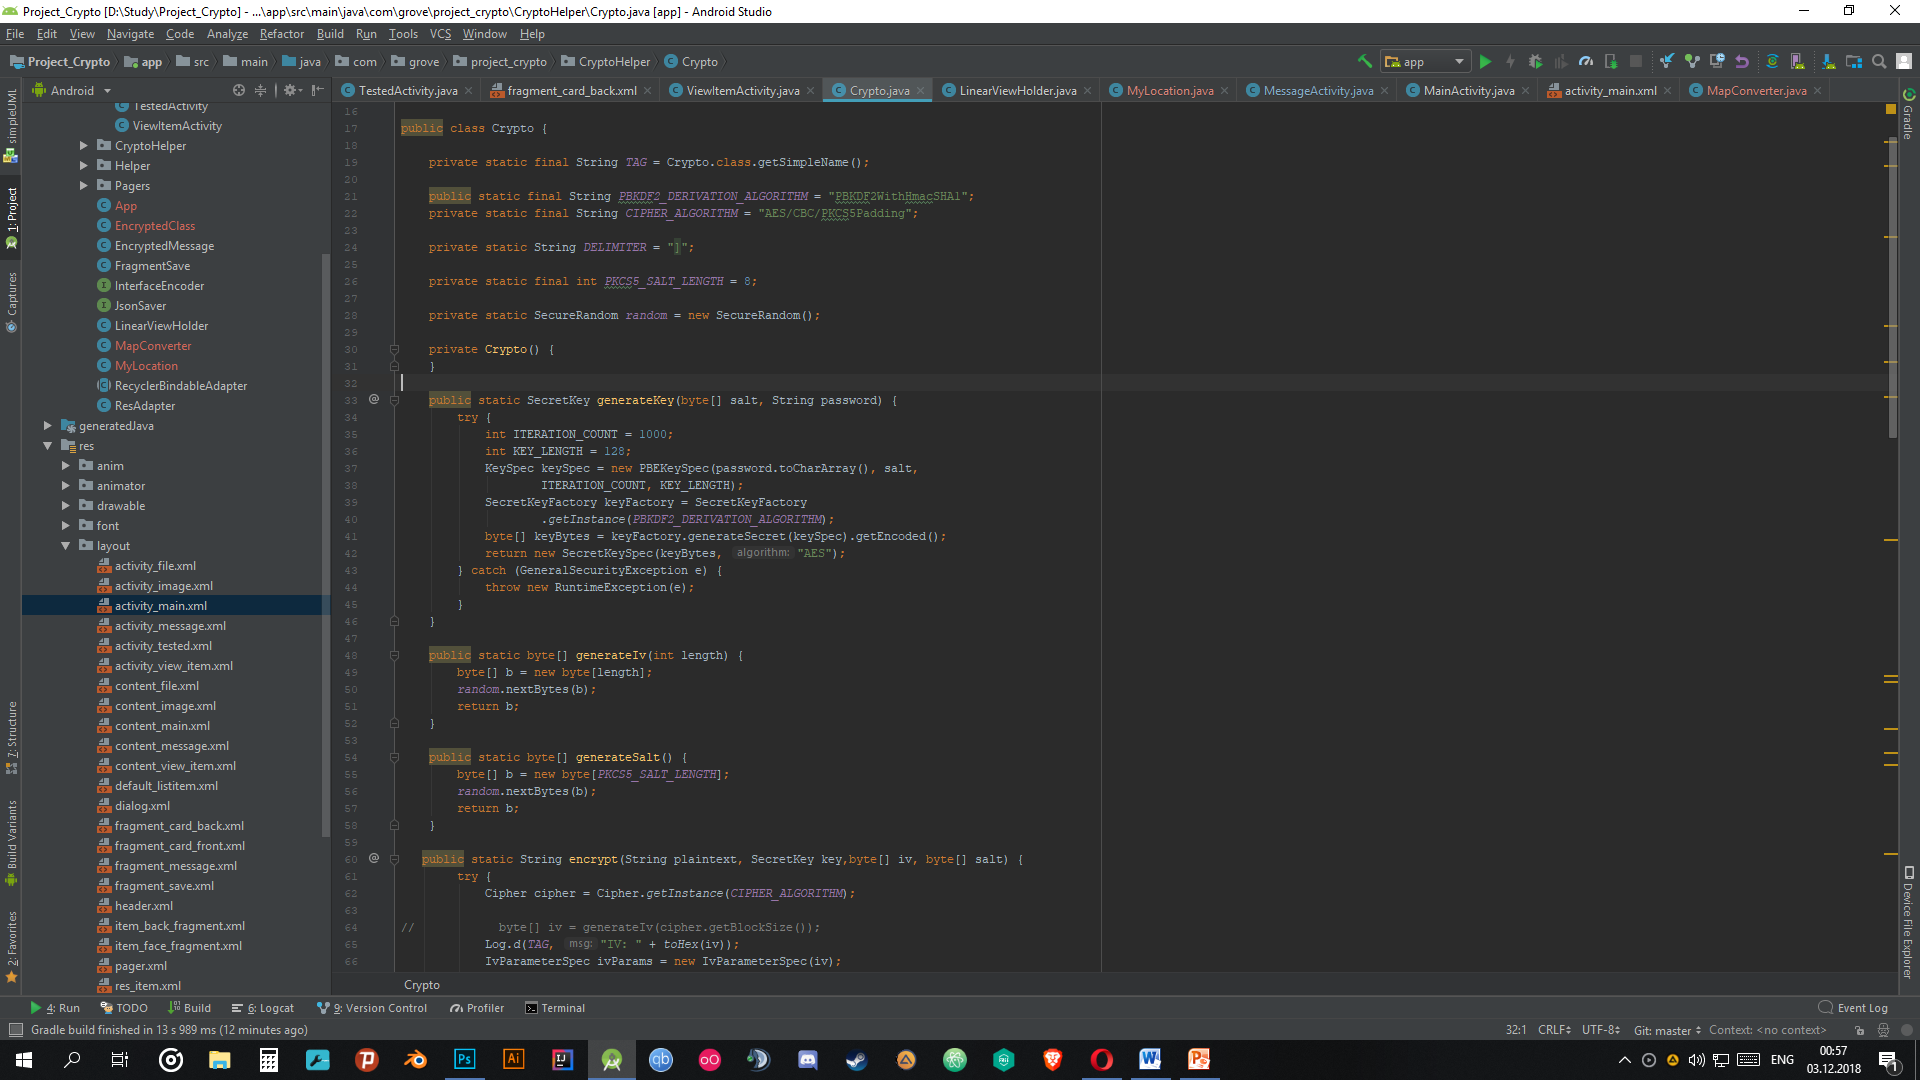 Project_Crypto [D:\Study\Project_Crypto] - ...\app\src\main\java\com\grove\project_crypto\CryptoHelper\Crypto.java [app] - Android Studio
File Edit View Navigate Code Analyze Refactor Build Run Tools VCS Window Help
Project_Crypto app src main java com grove project_crypto CryptoHelper Crypto
app
Android
TestedActivity.java fragment_card_back.xml ViewItemActivity.java Crypto.java LinearViewHolder.java MyLocation.java MessageActivity.java MainActivity.java activity_main.xml MapConverter.java
simpleUML
1: Project
Captures
7: Structure
Build Variants
2: Favorites
TestedActivity
ViewItemActivity
CryptoHelper
Helper
Pagers
App
EncryptedClass
EncryptedMessage
FragmentSave
InterfaceEncoder
JsonSaver
LinearViewHolder
MapConverter
MyLocation
RecyclerBindableAdapter
ResAdapter
generatedJava
res
anim
animator
drawable
font
layout
activity_file.xml
activity_image.xml
activity_main.xml
activity_message.xml
activity_tested.xml
activity_view_item.xml
content_file.xml
content_image.xml
content_main.xml
content_message.xml
content_view_item.xml
default_listitem.xml
dialog.xml
fragment_card_back.xml
fragment_card_front.xml
fragment_message.xml
fragment_save.xml
header.xml
item_back_fragment.xml
item_face_fragment.xml
pager.xml
res_item.xml
16
17 public class Crypto {
18
19 private static final String TAG = Crypto.class.getSimpleName();
20
21 public static final String PBKDF2_DERIVATION_ALGORITHM = "PBKDF2WithHmacSHA1";
22 private static final String CIPHER_ALGORITHM = "AES/CBC/PKCS5Padding";
23
24 private static String DELIMITER = "]";
25
26 private static final int PKCS5_SALT_LENGTH = 8;
27
28 private static SecureRandom random = new SecureRandom();
29
30 private Crypto() {
31 }
32
33 @ public static SecretKey generateKey(byte[] salt, String password) {
34 try {
35 int ITERATION_COUNT = 1000;
36 int KEY_LENGTH = 128;
37 KeySpec keySpec = new PBEKeySpec(password.toCharArray(), salt,
38 ITERATION_COUNT, KEY_LENGTH);
39 SecretKeyFactory keyFactory = SecretKeyFactory
40 .getInstance(PBKDF2_DERIVATION_ALGORITHM);
41 byte[] keyBytes = keyFactory.generateSecret(keySpec).getEncoded();
42 return new SecretKeySpec(keyBytes, algorithm: "AES");
43 } catch (GeneralSecurityException e) {
44 throw new RuntimeException(e);
45 }
46 }
47
48 public static byte[] generateIv(int length) {
49 byte[] b = new byte[length];
50 random.nextBytes(b);
51 return b;
52 }
53
54 public static byte[] generateSalt() {
55 byte[] b = new byte[PKCS5_SALT_LENGTH];
56 random.nextBytes(b);
57 return b;
58 }
59
60 @ public static String encrypt(String plaintext, SecretKey key,byte[] iv, byte[] salt) {
61 try {
62 Cipher cipher = Cipher.getInstance(CIPHER_ALGORITHM);
63
64 // byte[] iv = generateIv(cipher.getBlockSize());
65 Log.d(TAG, msg: "IV: " + toHex(iv));
66 IvParameterSpec ivParams = new IvParameterSpec(iv);
Crypto
Gradle
Device File Explorer
4: Run TODO Build 6: Logcat 9: Version Control Profiler Terminal Event Log
Gradle build finished in 13 s 989 ms (12 minutes ago) 32:1 CRLF UTF-8 Git: master Context: <no context>
ENG
00:57
03.12.2018
1